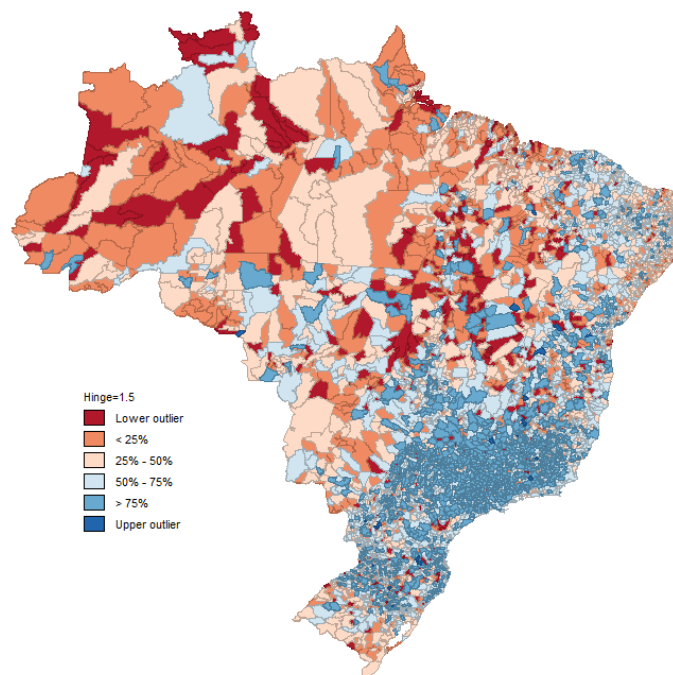 Hinge=1.5
Lower outlier
< 25%
25% - 50%
50% - 75%
> 75%
Upper outlier